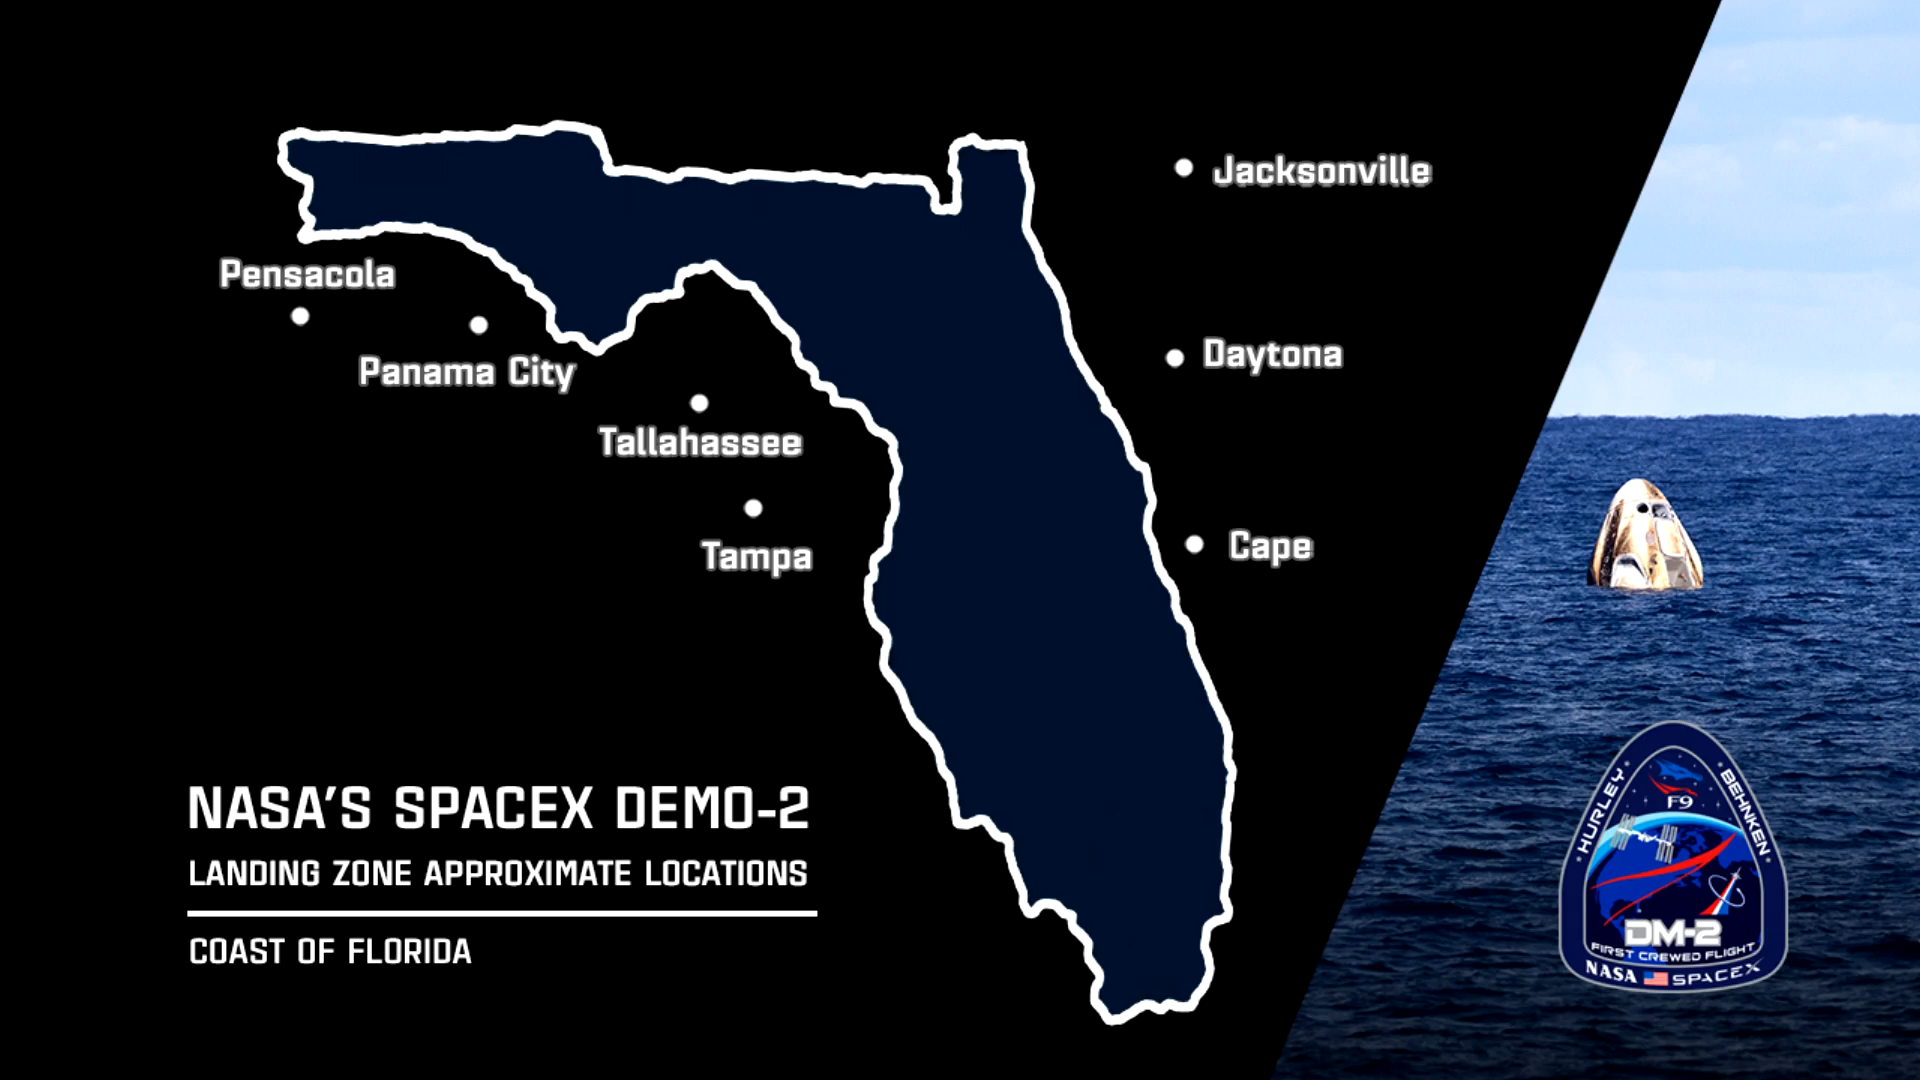 Jacksonville
Pensacola
Panama City
Daytona
Tallahassee
Tampa
Cape
NASA’S SPACEX DEMO-2
LANDING ZONE APPROXIMATE LOCATIONS
COAST OF FLORIDA
HURLEY
BEHNKEN
F9
DM-2
FIRST CREWED FLIGHT
NASA SPACEX